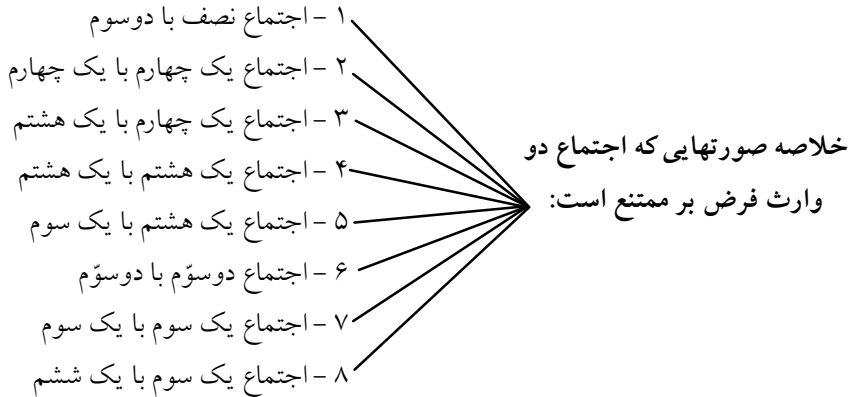 خلاصه صورتهایی که اجتماع دو
وارث فرض بر ممتنع است:
۱ - اجتماع نصف با دوسوم
۲ - اجتماع یک چهارم با یک چهارم
۳ - اجتماع یک چهارم با یک هشتم
۴ - اجتماع یک هشتم با یک هشتم
۵ - اجتماع یک هشتم با یک سوم
۶ - اجتماع دوسوّم با دوسوّم
۷ - اجتماع یک سوم با یک سوم
۸ - اجتماع یک سوم با یک ششم